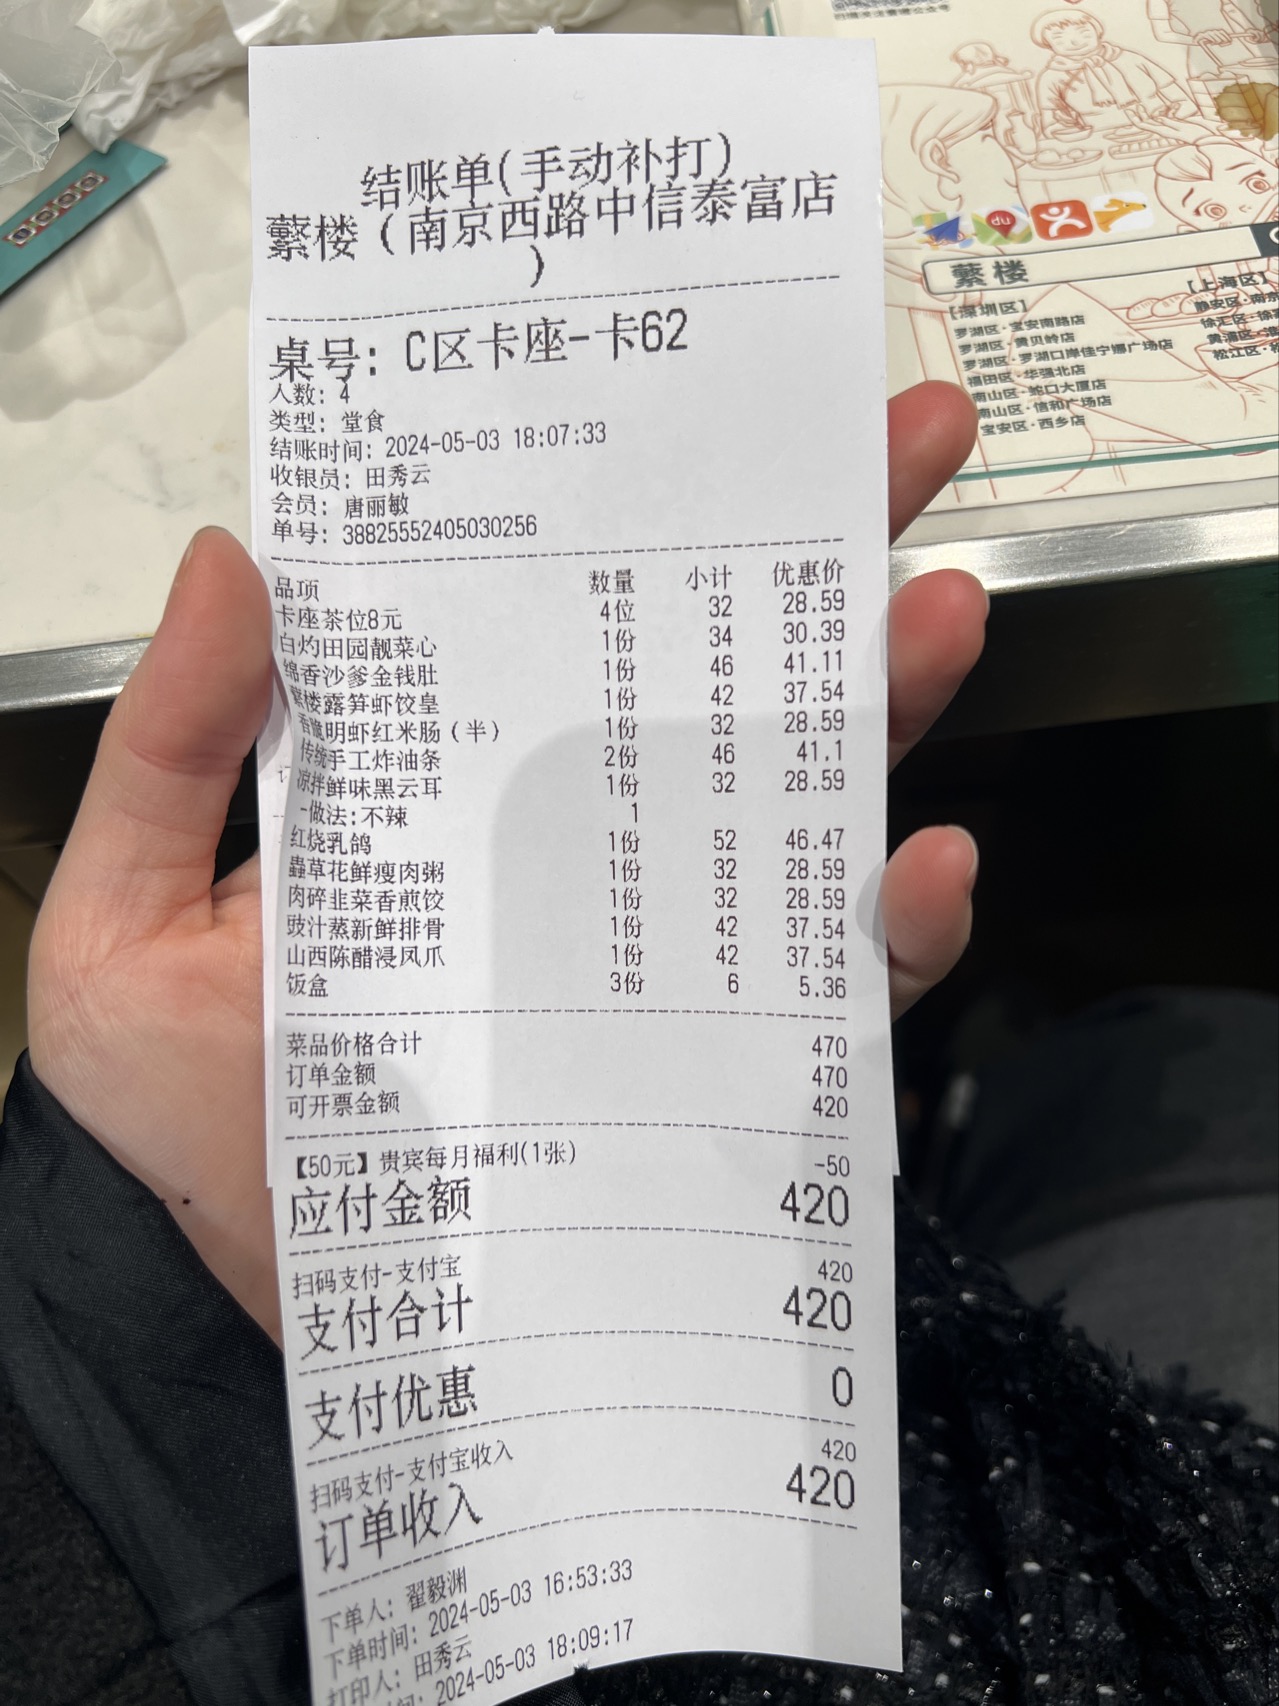 结账单(手动补打)
蘩楼（南京西路中信泰富店
）
桌号: C区卡座-卡62
人数: 4
类型: 堂食
结账时间: 2024-05-03 18:07:33
收银员: 田秀云
会员: 唐丽敏
单号: 38825552405030256
品项 数量 小计 优惠价
卡座茶位8元 4位 32 28.59
白灼田园靓菜心 1份 34 30.39
绵香沙爹金钱肚 1份 46 41.11
蘩楼露笋虾饺皇 1份 42 37.54
香脆明虾红米肠（半） 1份 32 28.59
传统手工炸油条 2份 46 41.1
凉拌鲜味黑云耳 1份 32 28.59
-做法:不辣 1
红烧乳鸽 1份 52 46.47
蟲草花鲜瘦肉粥 1份 32 28.59
肉碎韭菜香煎饺 1份 32 28.59
豉汁蒸新鲜排骨 1份 42 37.54
山西陈醋浸凤爪 1份 42 37.54
饭盒 3份 6 5.36
菜品价格合计 470
订单金额 470
可开票金额 420
【50元】贵宾每月福利(1张) -50
应付金额 420
扫码支付-支付宝 420
支付合计 420
支付优惠 0
扫码支付-支付宝收入 420
订单收入 420
下单人: 翟毅渊
下单时间: 2024-05-03 16:53:33
打印人: 田秀云
2024-05-03 18:09:17
du
蘩楼
【深圳区】
罗湖区·宝安南路店
罗湖区·黄贝岭店
罗湖区·罗湖口岸佳宁娜广场店
福田区·华强北店
南山区·蛇口大厦店
南山区·信和广场店
宝安区·西乡店
【上海区】
静安区·南京
徐汇区·徐
黄浦区·淮
松江区·松